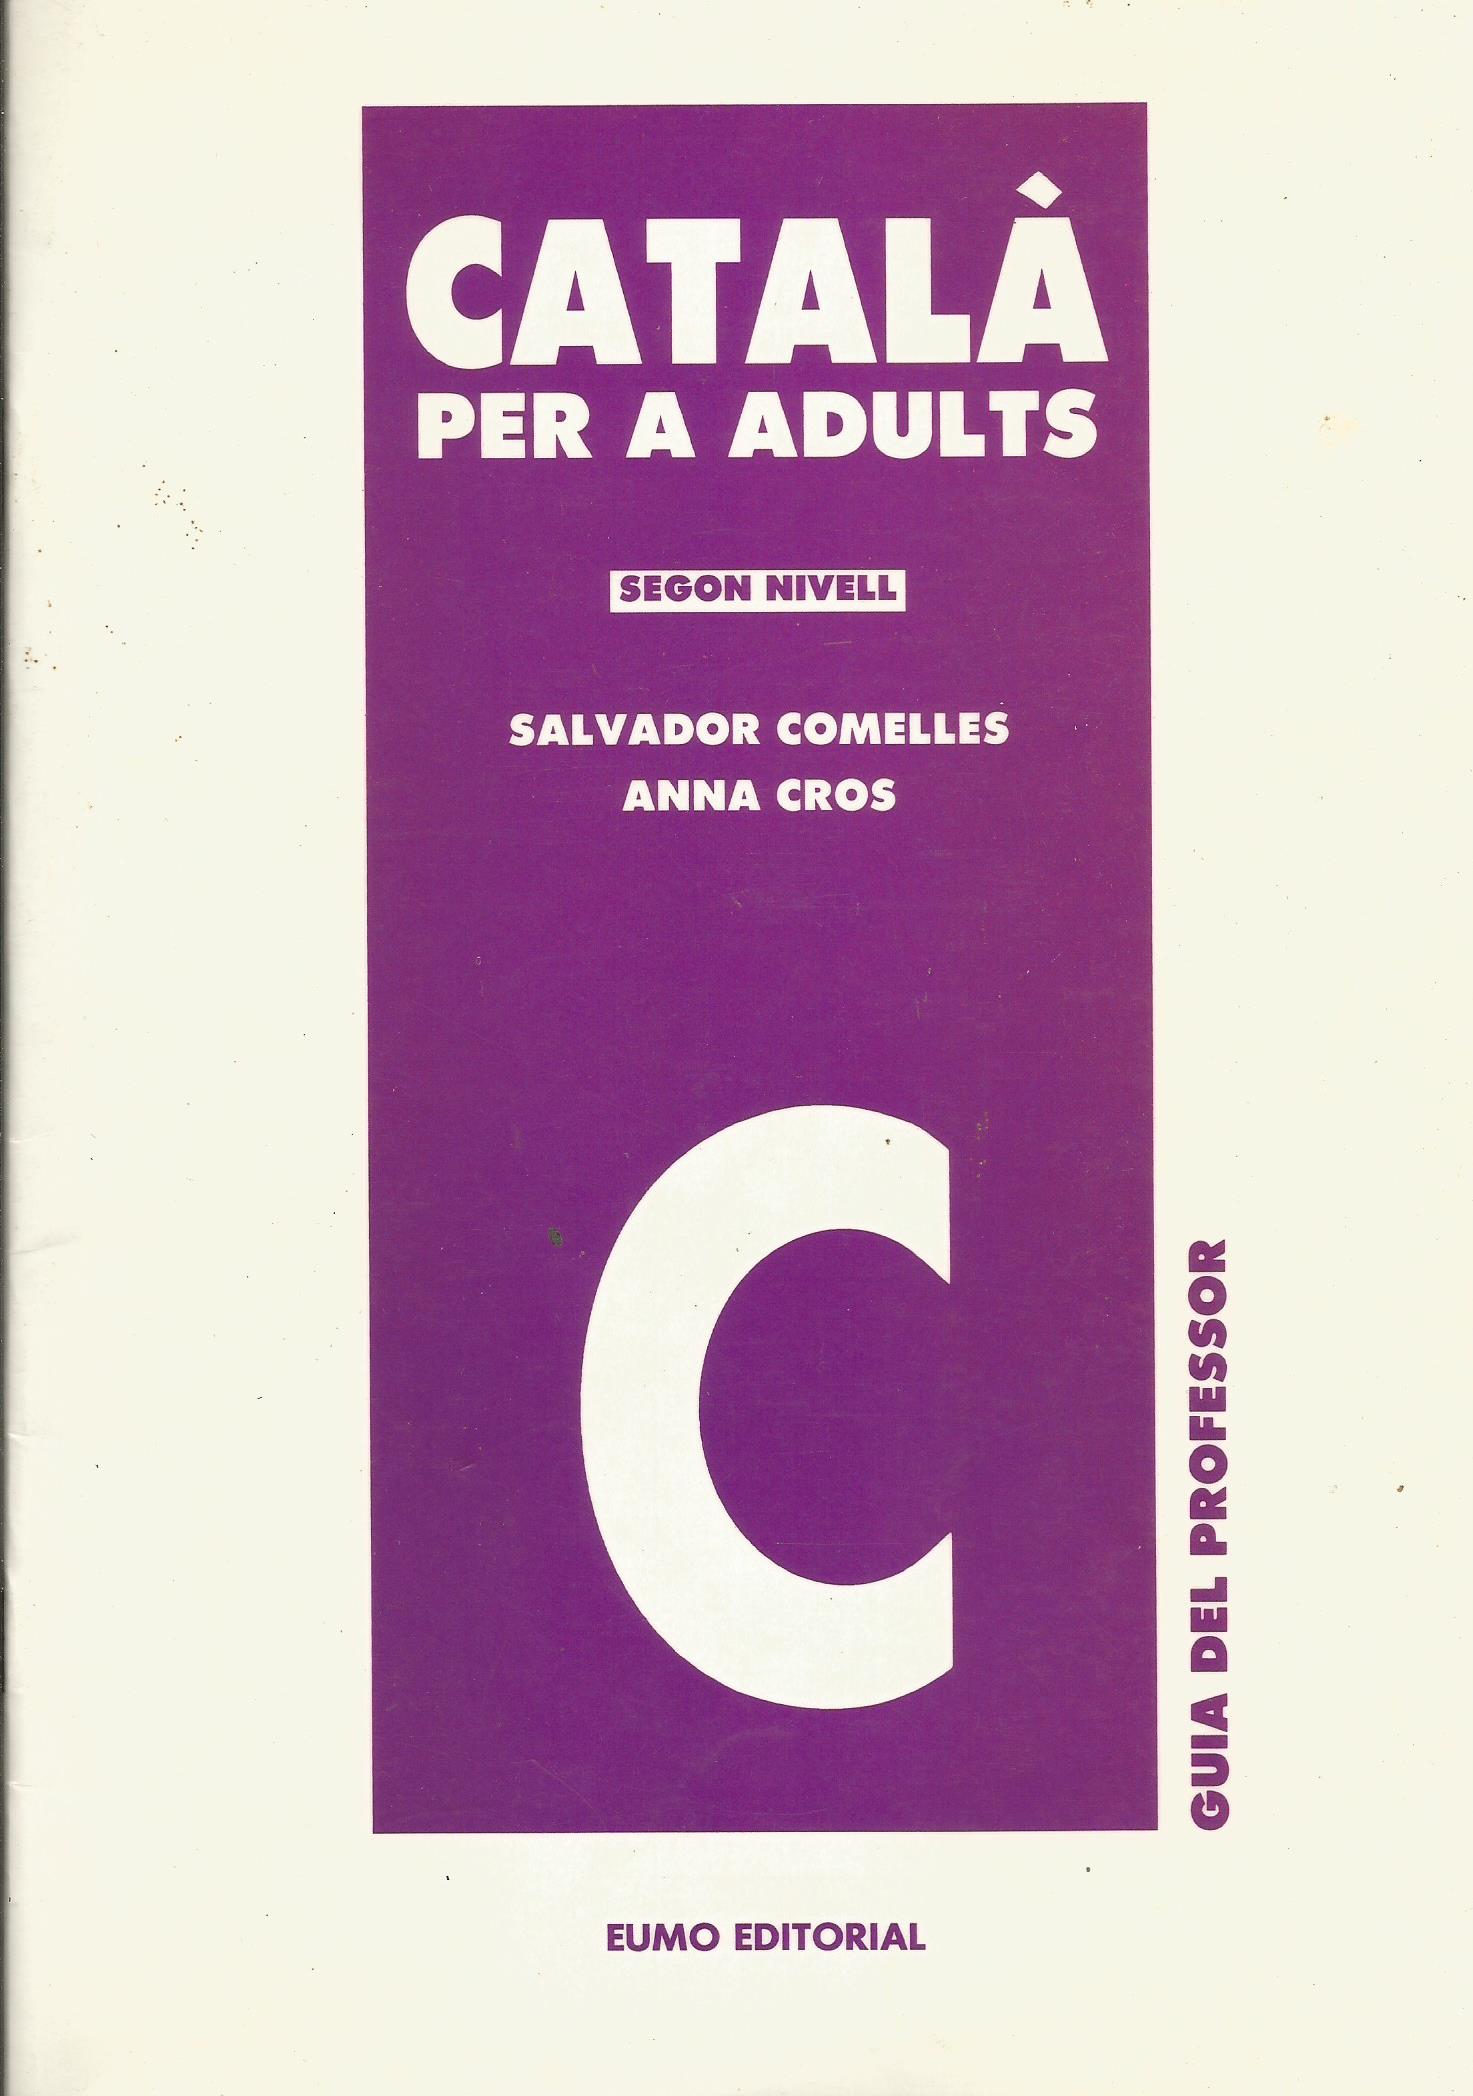 CATALÀ
PER A ADULTS
SEGON NIVELL
SALVADOR COMELLES
ANNA CROS
C
GUIA DEL PROFESSOR
EUMO EDITORIAL